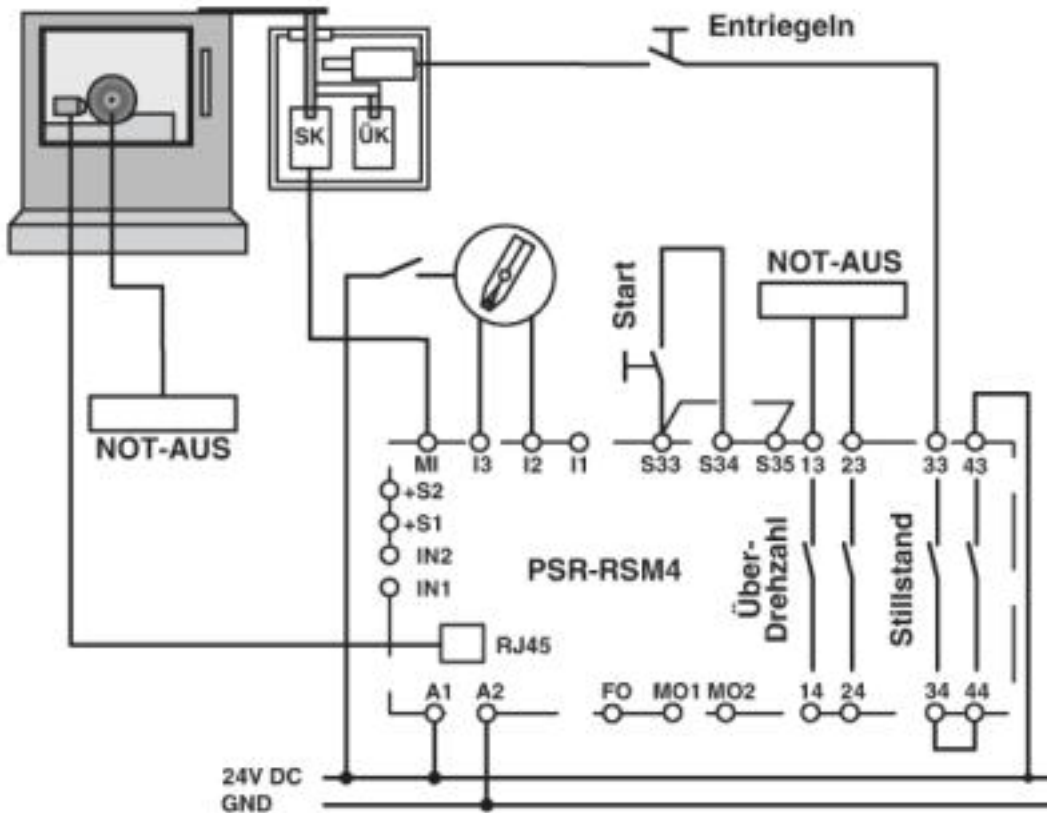 Entriegeln
SK
ÜK
NOT-AUS
Start
NOT-AUS
MI
I3
I2
I1
S33
S34
S35
13
23
33
43
+S2
+S1
IN2
IN1
PSR-RSM4
Über-
Drehzahl
Stillstand
RJ45
A1
A2
FO
MO1
MO2
14
24
34
44
24V DC
GND